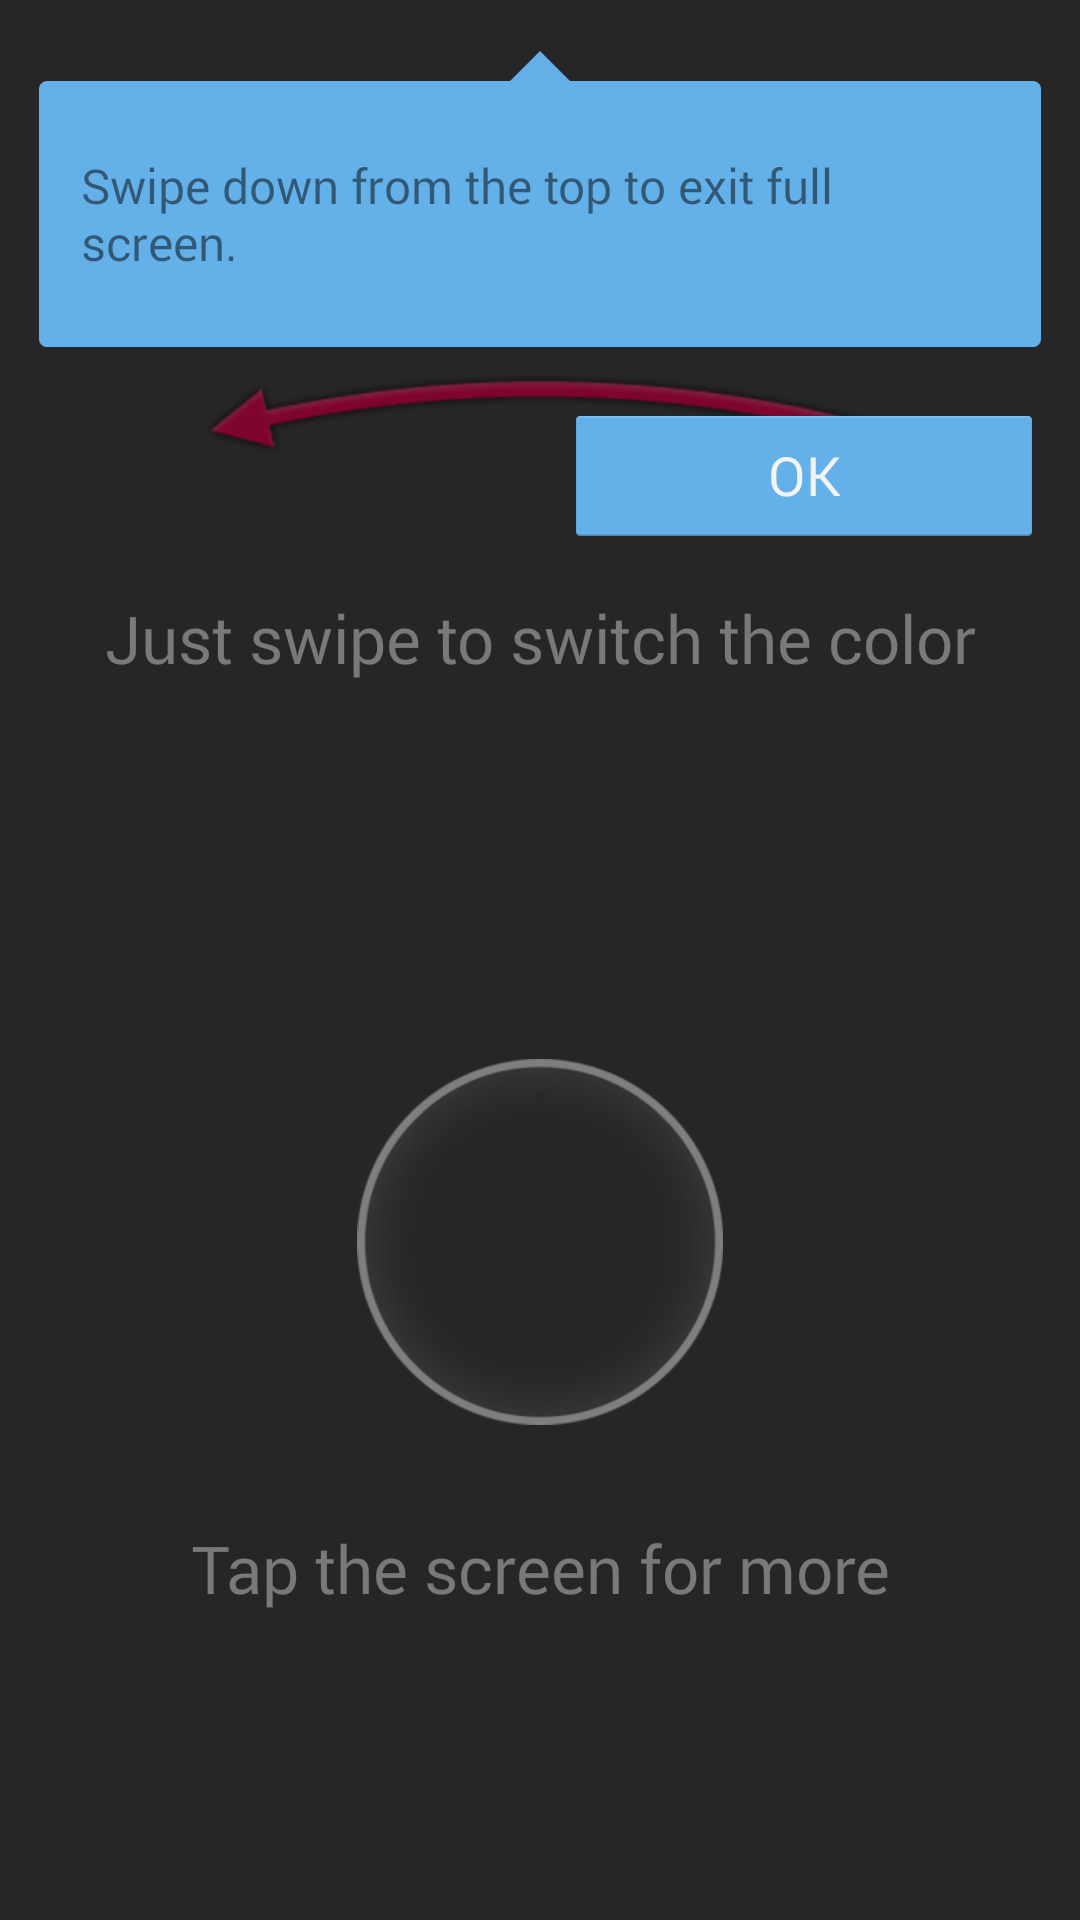 Swipe down from the top to exit full
screen.
OK
Just swipe to switch the color
Tap the screen for more